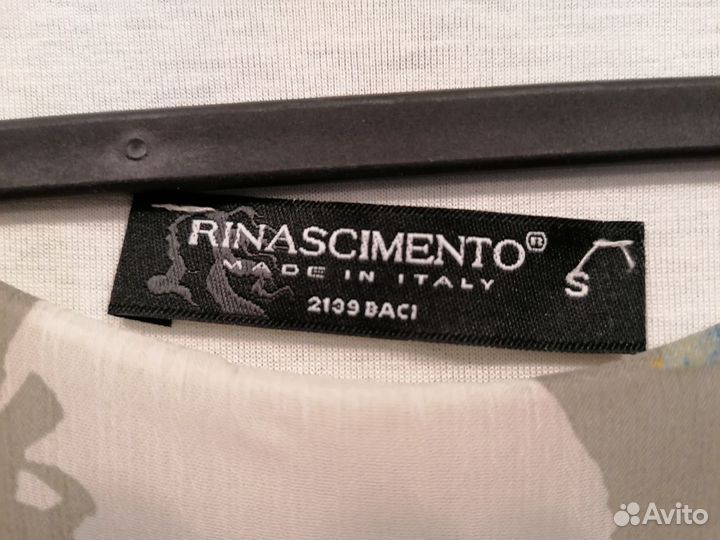 RINASCIMENTO®
MADE IN ITALY
S
2139 BACI
Avito